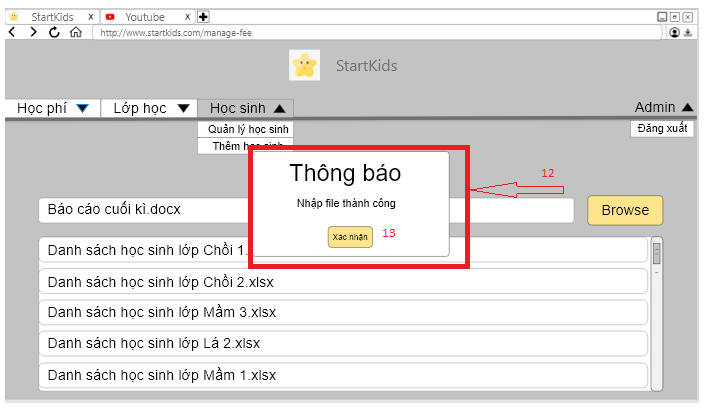 StartKids x Youtube x
http://www.startkids.com/manage-fee
StartKids
Học phí Lớp học Học sinh Admin
Quản lý học sinh Đăng xuất
Thêm học sinh
Thông báo
12
Nhập file thành công
Báo cáo cuối kì.docx Browse
Xác nhận 13
Danh sách học sinh lớp Chồi 1.
Danh sách học sinh lớp Chồi 2.xlsx
Danh sách học sinh lớp Mầm 3.xlsx
Danh sách học sinh lớp Lá 2.xlsx
Danh sách học sinh lớp Mầm 1.xlsx